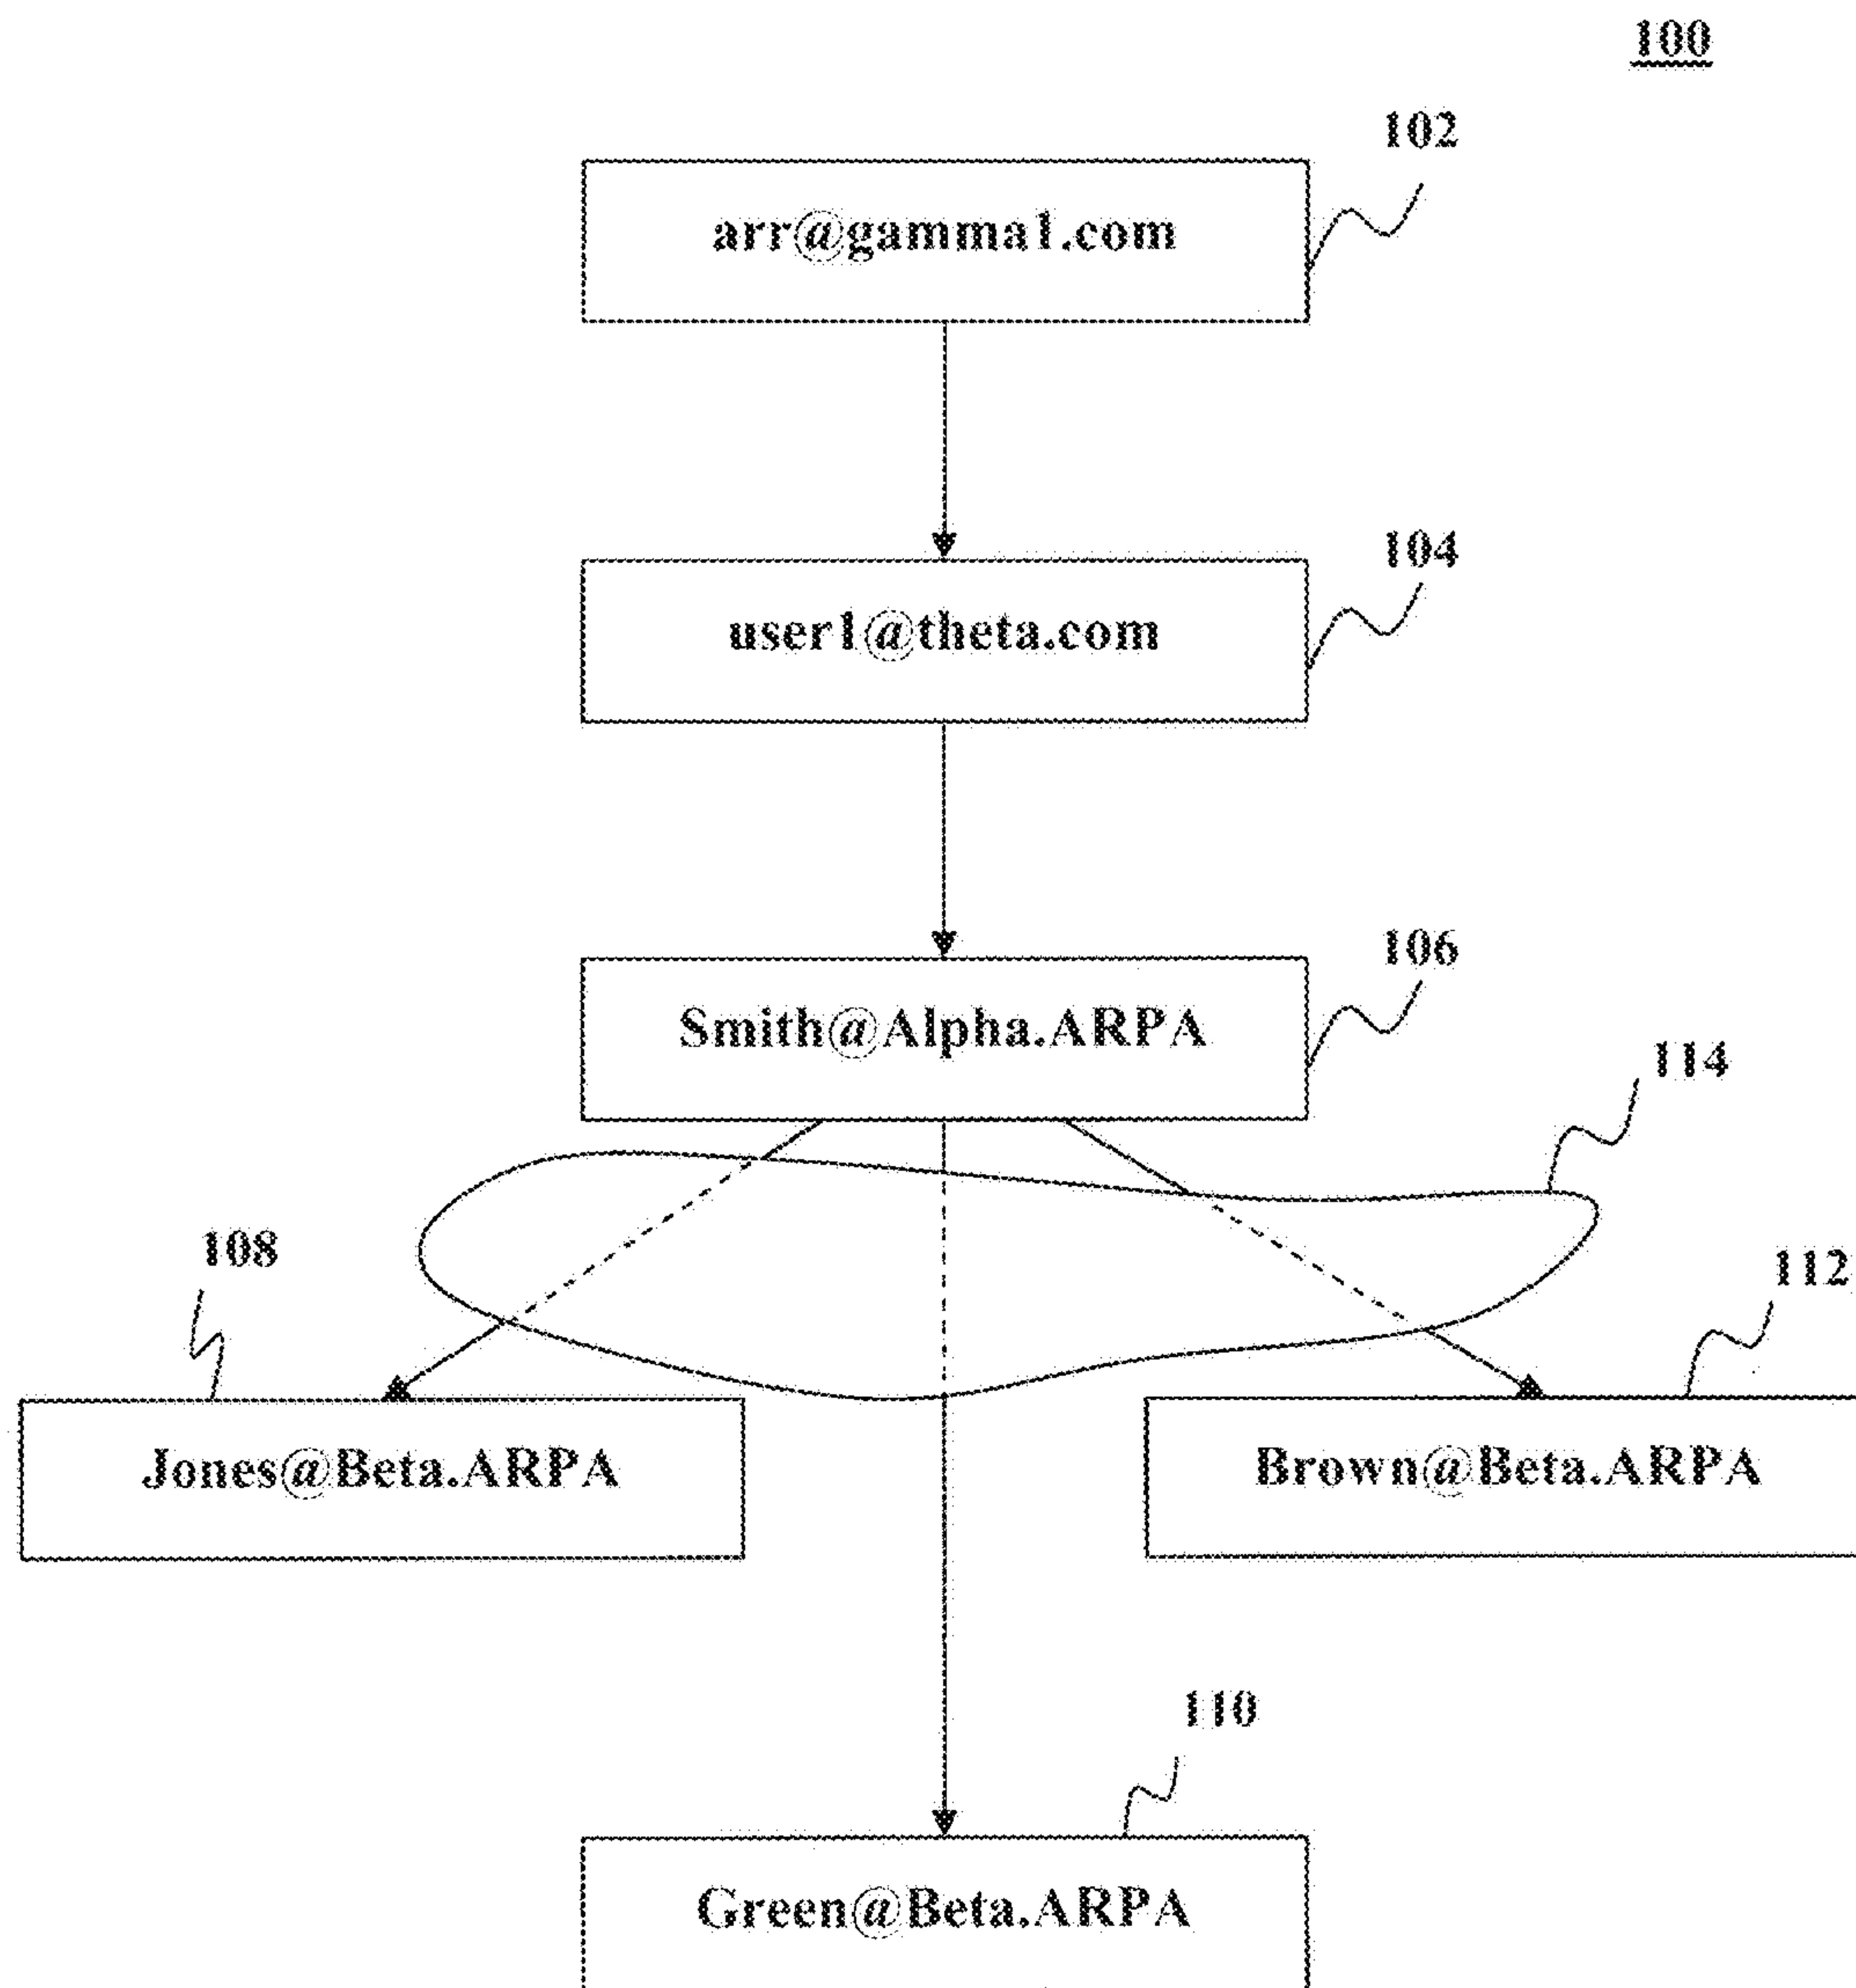 100
102
arr@gamma1.com
104
user1@theta.com
106
Smith@Alpha.ARPA
114
108
112
Jones@Beta.ARPA
Brown@Beta.ARPA
110
Green@Beta.ARPA